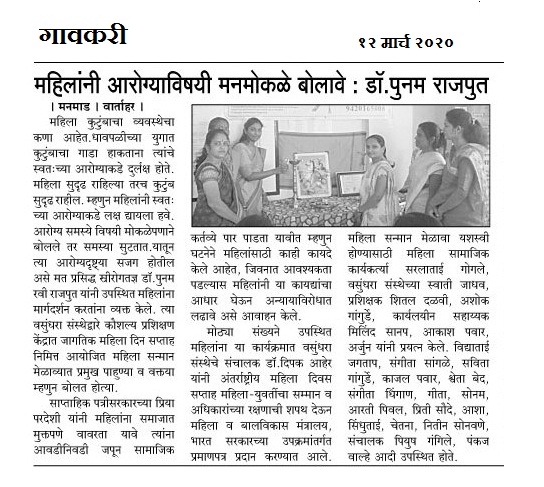 गावकरी
१२ मार्च २०२०
महिलांनी आरोग्याविषयी मनमोकळे बोलावे : डॉ.पुनम राजपुत
। मनमाड । वार्ताहर ।
महिला कुटुंबाचा व्यवस्थेचा
कणा आहेत.धावपळीच्या युगात
कुटुंबाचा गाडा हाकताना त्यांचे
स्वतःच्या आरोग्याकडे दुर्लक्ष होते.
महिला सुदृढ राहिल्या तरच कुटुंब
सुदृढ राहील. म्हणुन महिलांनी स्वतः
च्या आरोग्याकडे लक्ष द्यायला हवे.
आरोग्य समस्ये विषयी मोकळेपणाने
बोलले तर समस्या सुटतात.यातून
त्या आरोग्यदृष्ट्या सजग होतील
असे मत प्रसिद्ध स्त्रीरोगतज्ञ डॉ.पुनम
रवी राजपुत यांनी उपस्थित महिलांना
मार्गदर्शन करतांना व्यक्त केले. त्या
वसुंधरा संस्थेद्वारे कौशल्य प्रशिक्षण
केंद्रात जागतिक महिला दिन सप्ताह
निमित्त आयोजित महिला सन्मान
मेळाव्यात प्रमुख पाहुण्या व वक्त्या
म्हणुन बोलत होत्या.
साप्ताहिक पत्रीसरकारच्या प्रिया
परदेशी यांनी महिलांना समाजात
मुक्तपणे वावरता यावे त्यांना
आवडीनिवडी जपून सामाजिक
9420165088
कर्तव्ये पार पाडता यावीत म्हणुन
घटनेने महिलांसाठी काही कायदे
केले आहेत, जिवनात आवश्यकता
पडल्यास महिलांनी या कायद्यांचा
आधार घेऊन अन्यायाविरोधात
लढावे असे आवाहन केले.
मोठ्या संख्येने उपस्थित
महिलांना या कार्यक्रमात वसुंधरा
संस्थेचे संचालक डॉ.दिपक आहेर
यांनी अंतर्राष्ट्रीय महिला दिवस
सप्ताह महिला-युवतींचा सम्मान व
अधिकारांच्या रक्षणाची शपथ देऊन
महिला व बालविकास मंत्रालय,
भारत सरकारच्या उपक्रमांतर्गत
प्रमाणपत्र प्रदान करण्यात आले.
महिला सन्मान मेळावा यशस्वी
होण्यासाठी महिला सामाजिक
कार्यकर्त्या सरलाताई गोगले,
वसुंधरा संस्थेच्या स्वाती जाधव,
प्रशिक्षक शितल दळवी, अशोक
गांगुर्डे, कार्यालयीन सहाय्यक
मिलिंद सानप, आकाश पवार,
अर्जुन यांनी प्रयत्न केले. विद्याताई
जगताप, संगीता सांगळे, सविता
गांगुर्डे, काजल पवार, श्वेता बेद,
संगीता धिंगाण, गीता, सोनम,
आरती पिवल, प्रिती सौदे, आशा,
सिंधुताई, चेतना, नितीन सोनवणे,
संचालक पियुष गंगिले, पंकज
वाल्हे आदी उपस्थित होते.